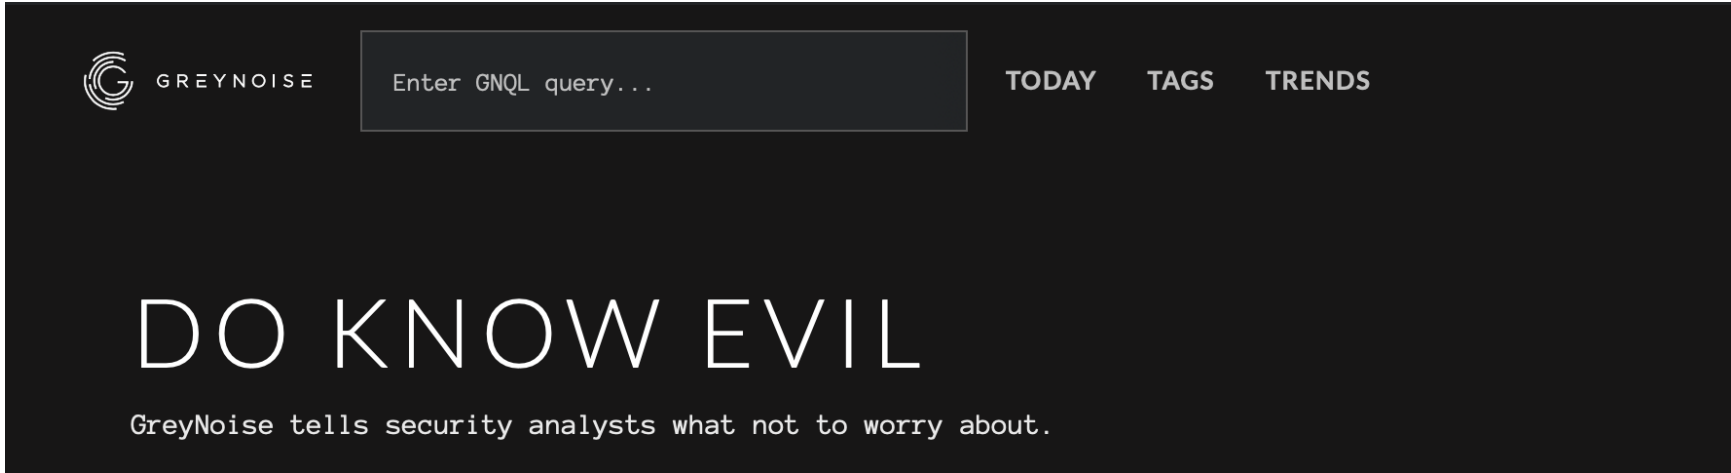 GREYNOISE
Enter GNQL query...
TODAY TAGS TRENDS
DO KNOW EVIL
GreyNoise tells security analysts what not to worry about.